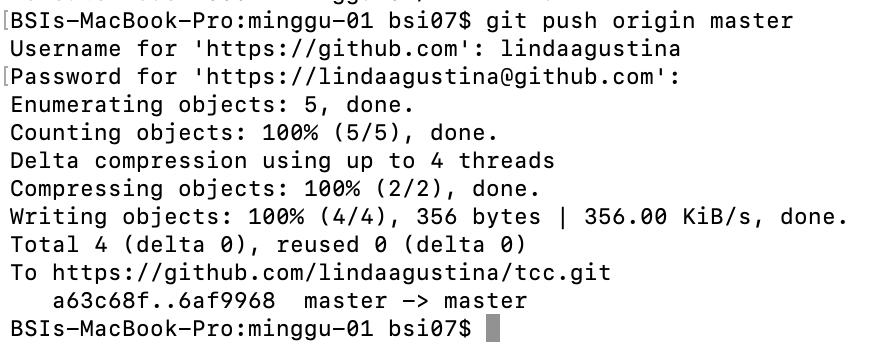 [BSIs-MacBook-Pro:minggu-01 bsi07$ git push origin master
Username for 'https://github.com': lindaagustina
[Password for 'https://lindaagustina@github.com':
Enumerating objects: 5, done.
Counting objects: 100% (5/5), done.
Delta compression using up to 4 threads
Compressing objects: 100% (2/2), done.
Writing objects: 100% (4/4), 356 bytes | 356.00 KiB/s, done.
Total 4 (delta 0), reused 0 (delta 0)
To https://github.com/lindaagustina/tcc.git
   a63c68f..6af9968  master -> master
BSIs-MacBook-Pro:minggu-01 bsi07$